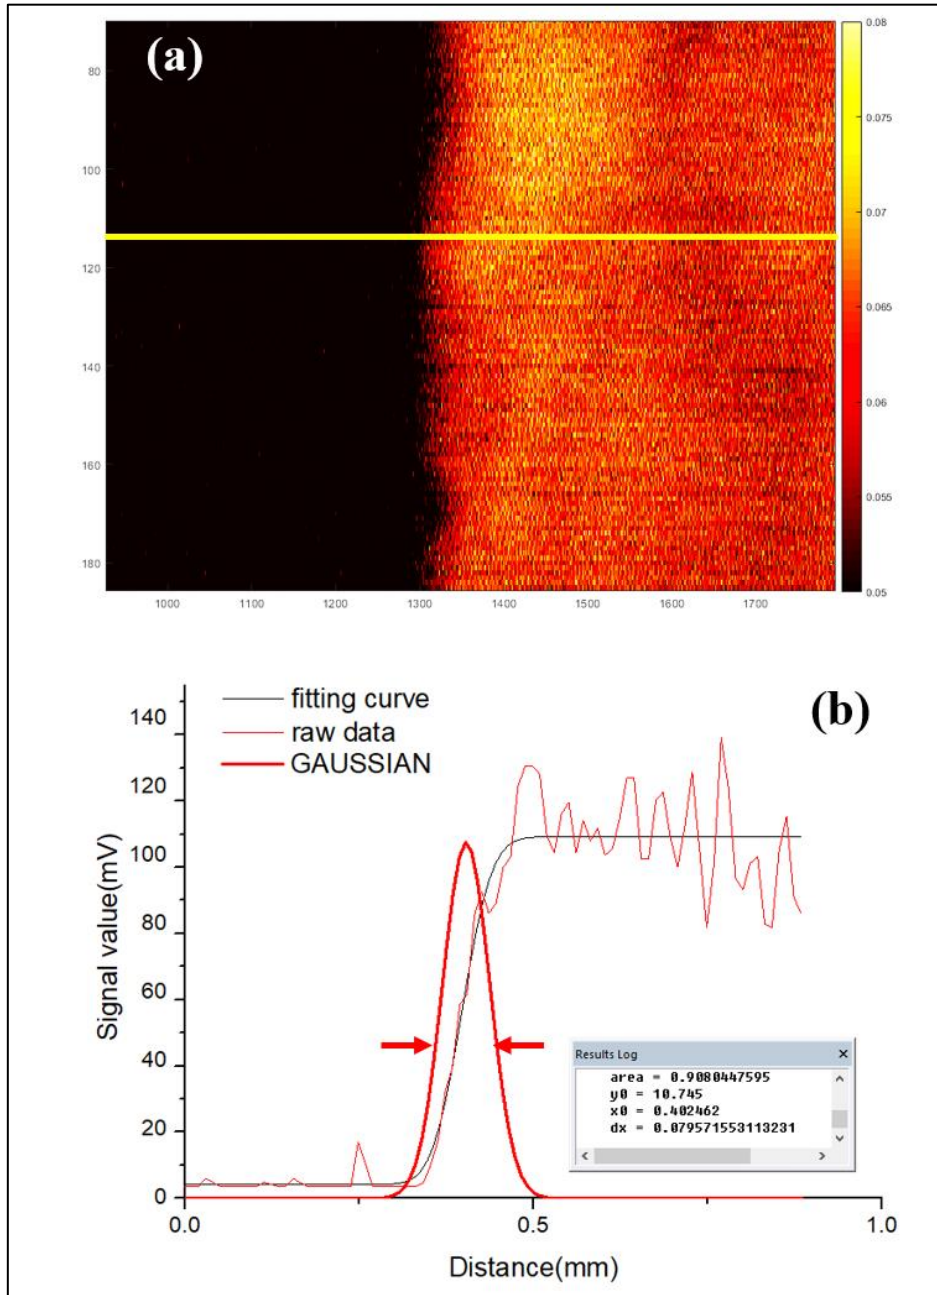 (a)
0.08
0.075
0.07
0.065
0.06
0.055
0.05
80
100
120
140
160
180
1000
1100
1200
1300
1400
1500
1600
1700
(b)
fitting curve
raw data
GAUSSIAN
140
120
100
80
60
40
20
0
Signal value(mV)
Results Log
area = 0.9080447595
y0 = 10.745
x0 = 0.402462
dx = 0.079571553113231
0.0
0.5
1.0
Distance(mm)